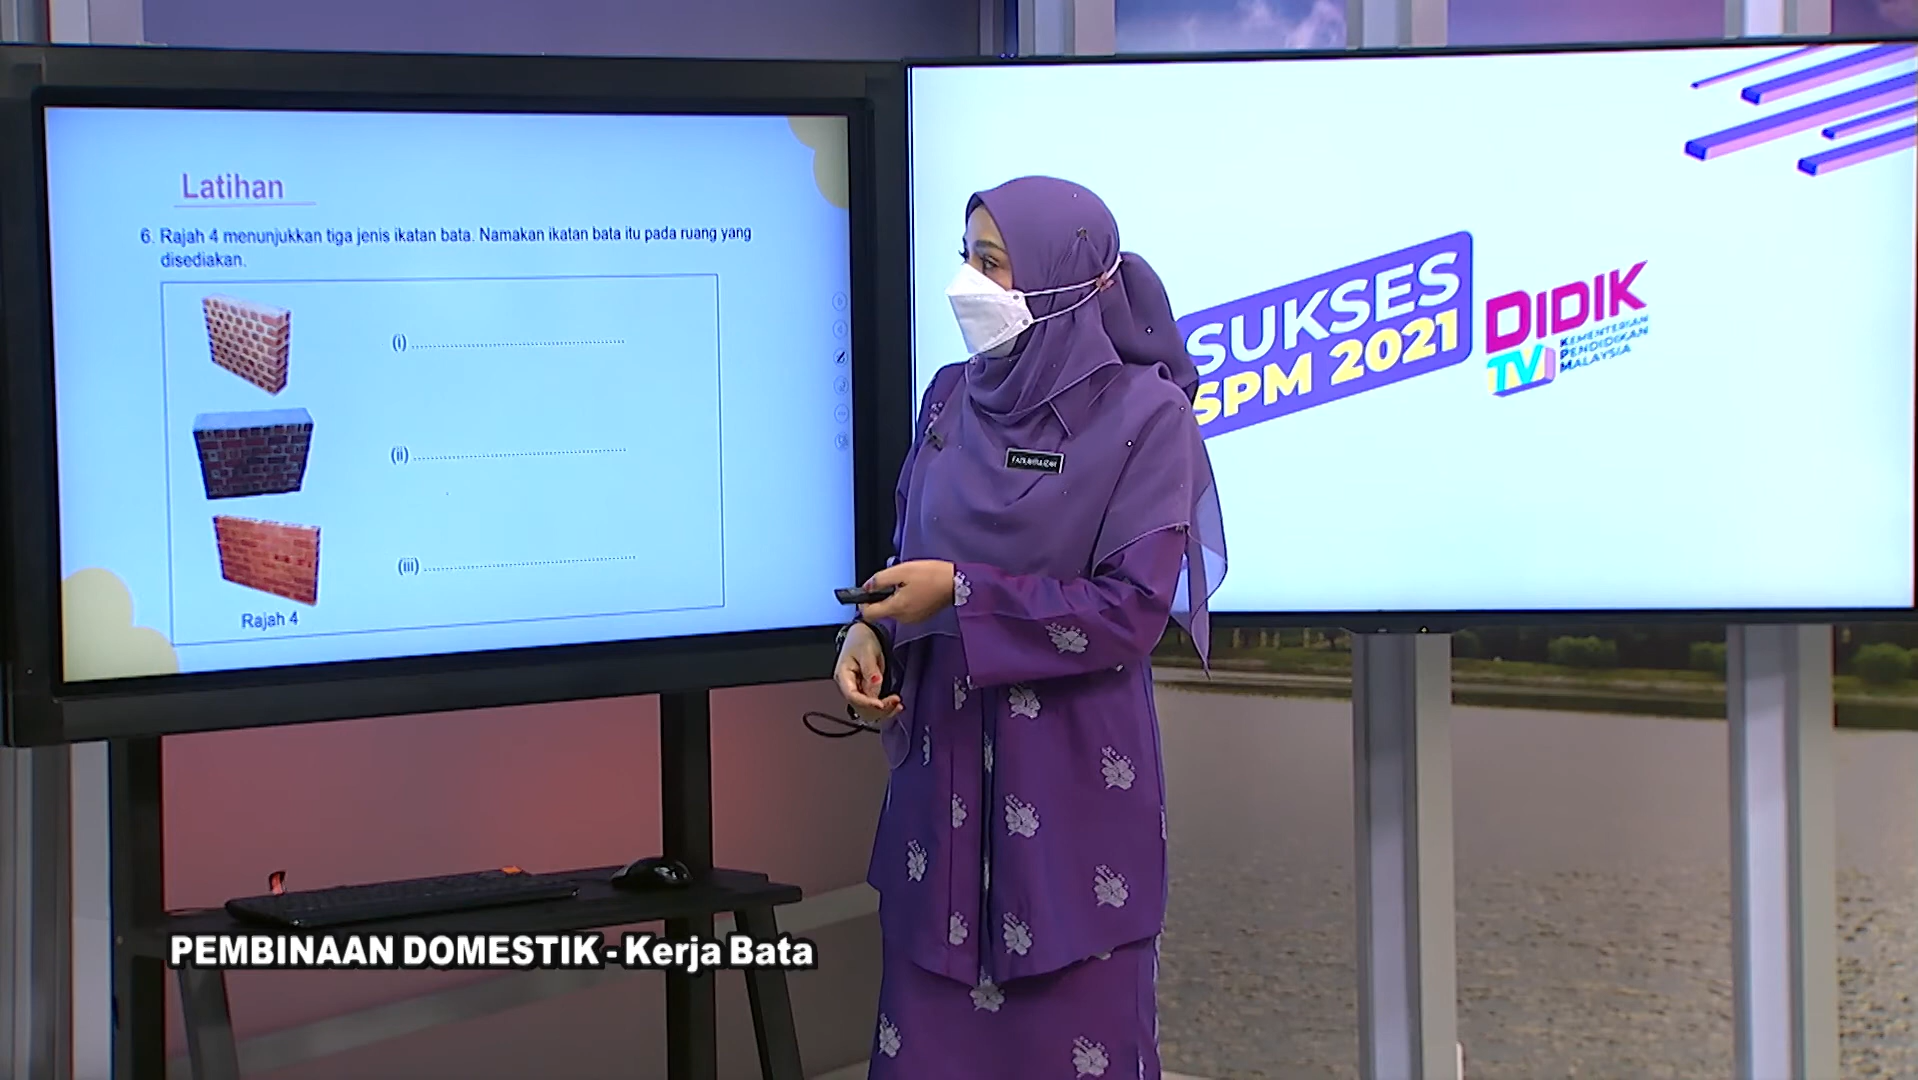 Latihan
6. Rajah 4 menunjukkan tiga jenis ikatan bata. Namakan ikatan bata itu pada ruang yang
disediakan.
(i) ............................................
(ii) ............................................
(iii) ............................................
Rajah 4
SUKSES
SPM 2021
DIDIK
TV
KEMENTERIAN
PENDIDIKAN
MALAYSIA
PEMBINAAN DOMESTIK - Kerja Bata